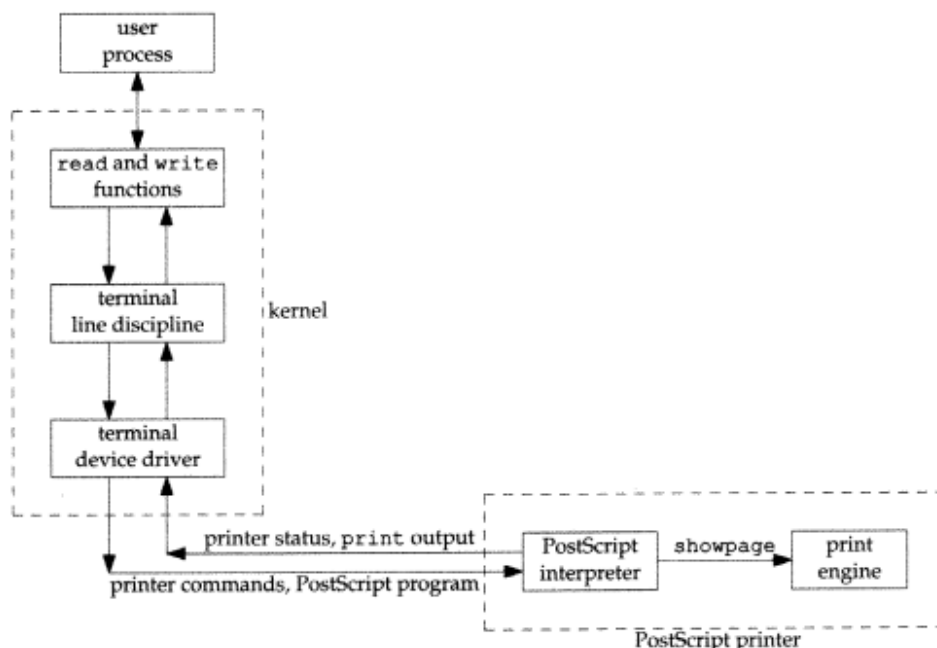 user
process
read and write
functions
terminal
line discipline
kernel
terminal
device driver
printer status, print output
printer commands, PostScript program
PostScript
interpreter
showpage
print
engine
PostScript printer